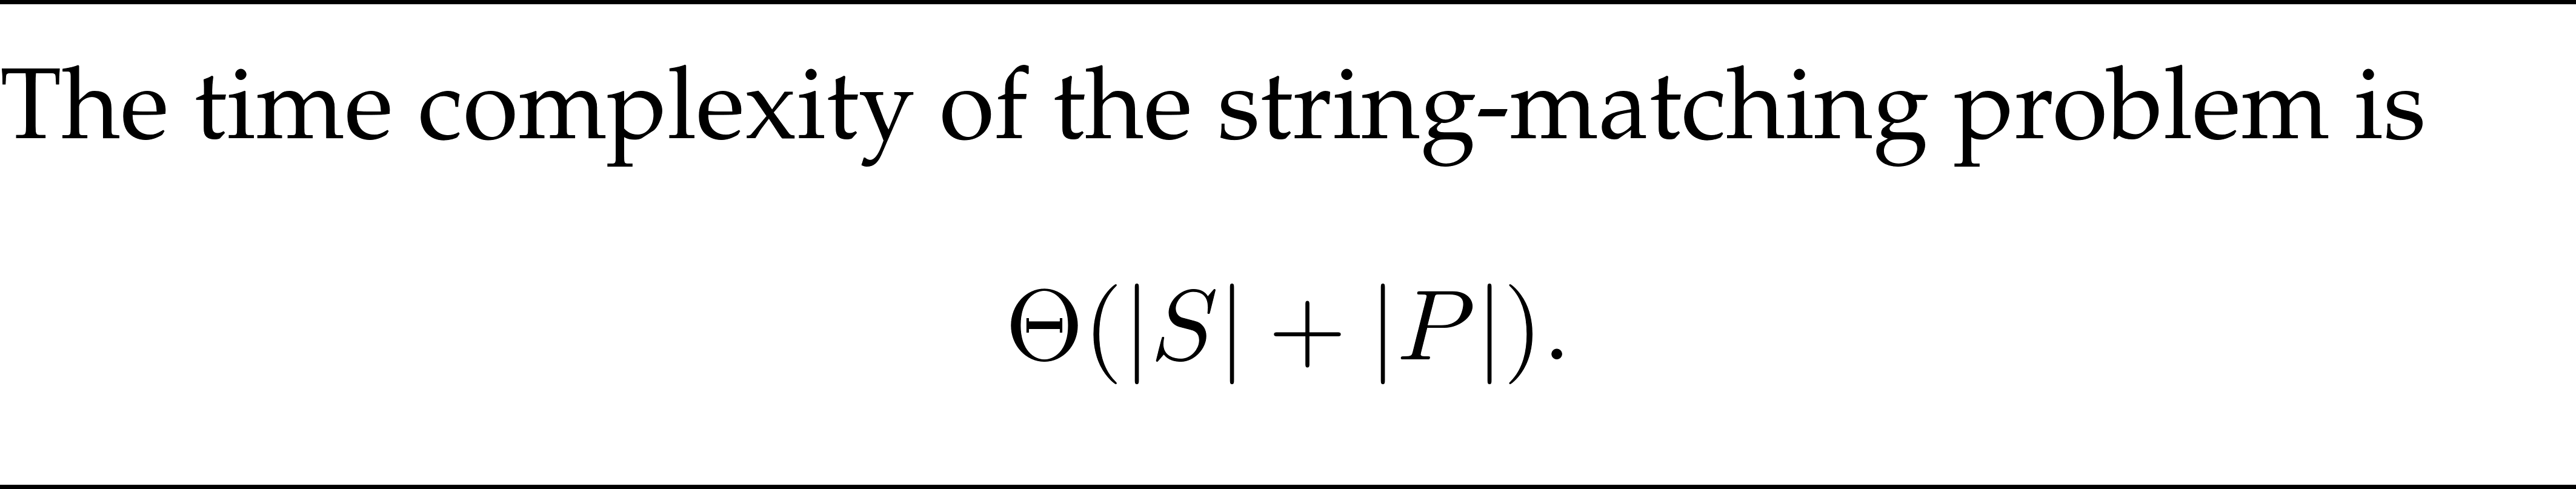 The time complexity of the string-matching problem is
Θ(|S| + |P|).